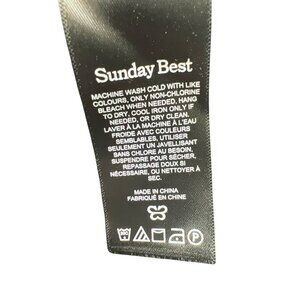 Sunday Best
MACHINE WASH COLD WITH LIKE
COLOURS, ONLY NON-CHLORINE
BLEACH WHEN NEEDED, HANG
TO DRY, COOL IRON ONLY IF
NEEDED, OR DRY CLEAN.
LAVER À LA MACHINE À L'EAU
FROIDE AVEC COULEURS
SEMBLABLES, UTILISER
SEULEMENT UN JAVELLISANT
SANS CHLORE AU BESOIN,
SUSPENDRE POUR SÉCHER,
REPASSAGE DOUX SI
NÉCESSAIRE, OU NETTOYER À
SEC.
MADE IN CHINA
FABRIQUÉ EN CHINE
P